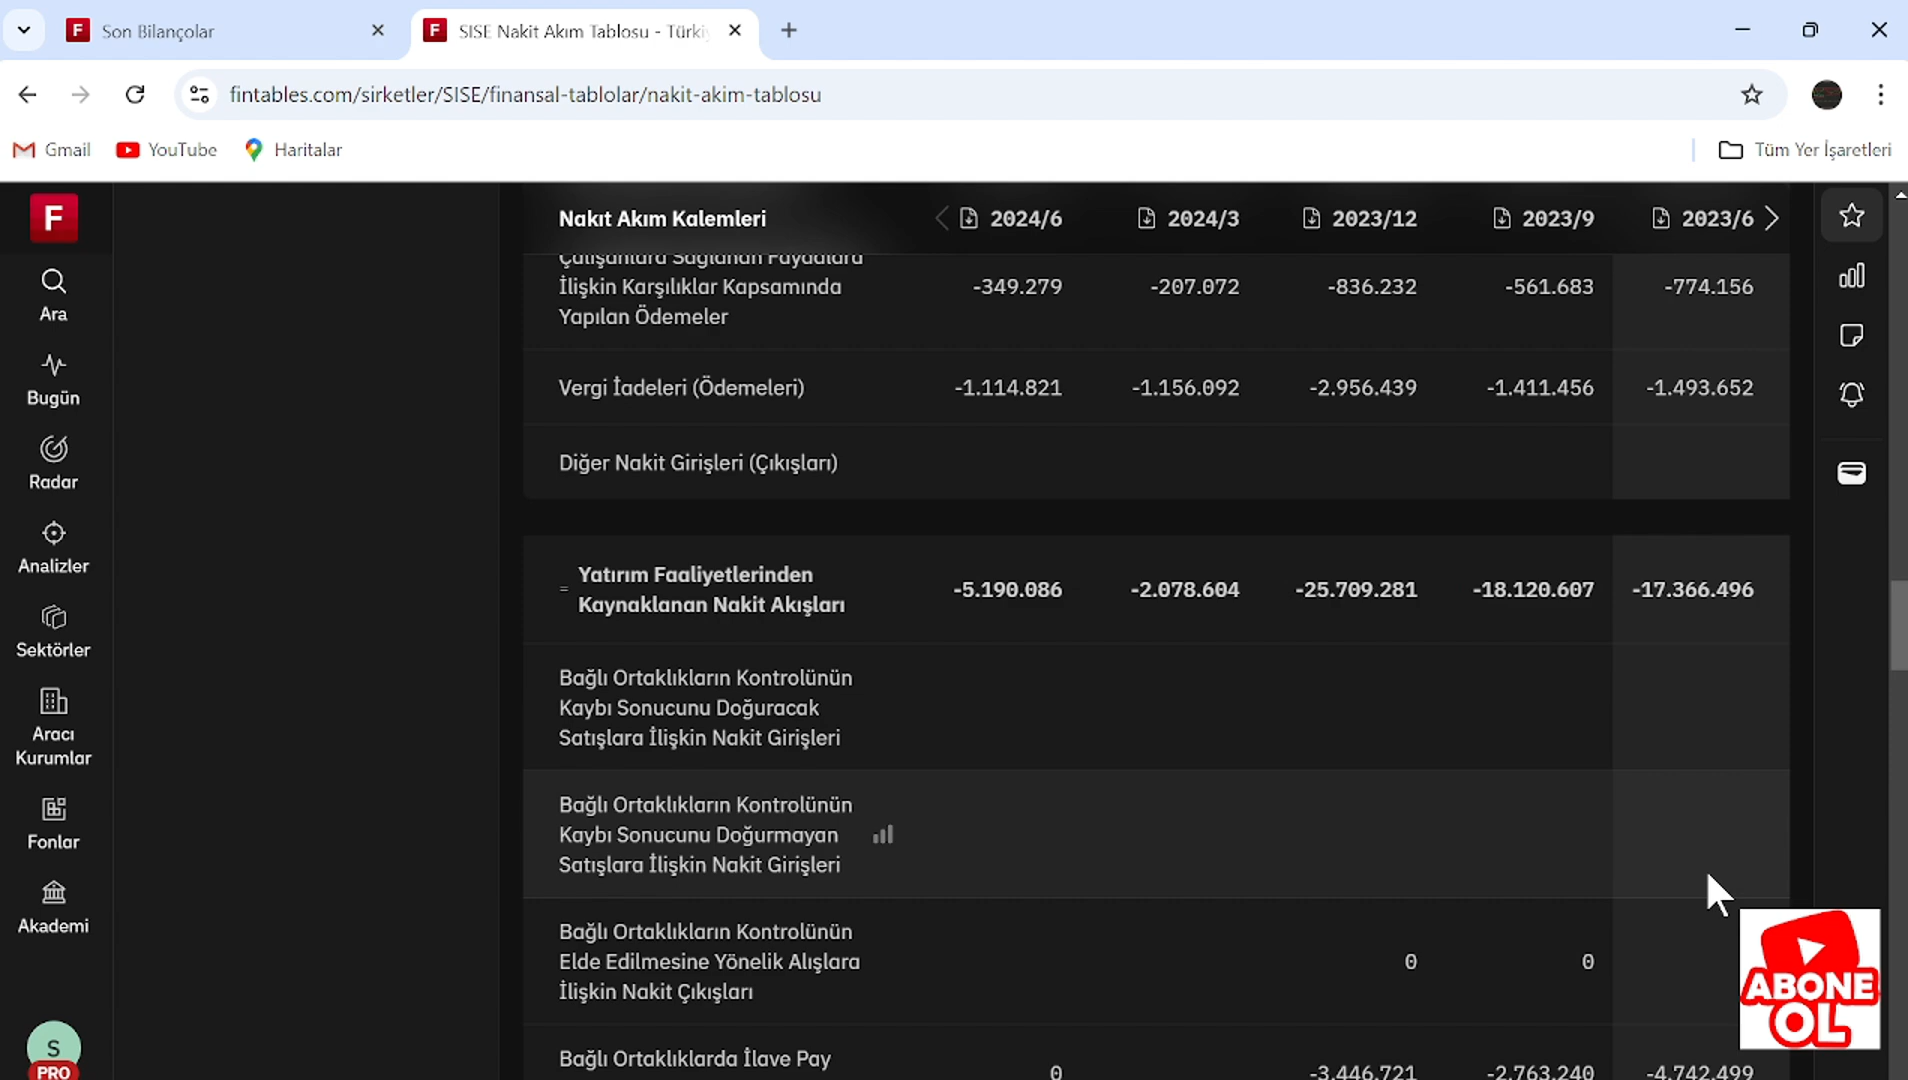 Son Bilançolar
SISE Nakit Akım Tablosu - Türki
fintables.com/sirketler/SISE/finansal-tablolar/nakit-akim-tablosu
Gmail
YouTube
Haritalar
Tüm Yer İşaretleri
F
Ara
Bugün
Radar
Analizler
Sektörler
Aracı
Kurumlar
Fonlar
Akademi
S
PRO
Nakit Akım Kalemleri 2024/6 2024/3 2023/12 2023/9 2023/6
Çalışanlara Sağlanan Faydalara
İlişkin Karşılıklar Kapsamında -349.279 -207.072 -836.232 -561.683 -774.156
Yapılan Ödemeler
Vergi İadeleri (Ödemeleri) -1.114.821 -1.156.092 -2.956.439 -1.411.456 -1.493.652
Diğer Nakit Girişleri (Çıkışları)
= Yatırım Faaliyetlerinden
Kaynaklanan Nakit Akışları -5.190.086 -2.078.604 -25.709.281 -18.120.607 -17.366.496
Bağlı Ortaklıkların Kontrolünün
Kaybı Sonucunu Doğuracak
Satışlara İlişkin Nakit Girişleri
Bağlı Ortaklıkların Kontrolünün
Kaybı Sonucunu Doğurmayan
Satışlara İlişkin Nakit Girişleri
Bağlı Ortaklıkların Kontrolünün
Elde Edilmesine Yönelik Alışlara 0 0
İlişkin Nakit Çıkışları
Bağlı Ortaklıklarda İlave Pay
0 -3.446.721 -2.763.240 -4.742.499
ABONE
OL